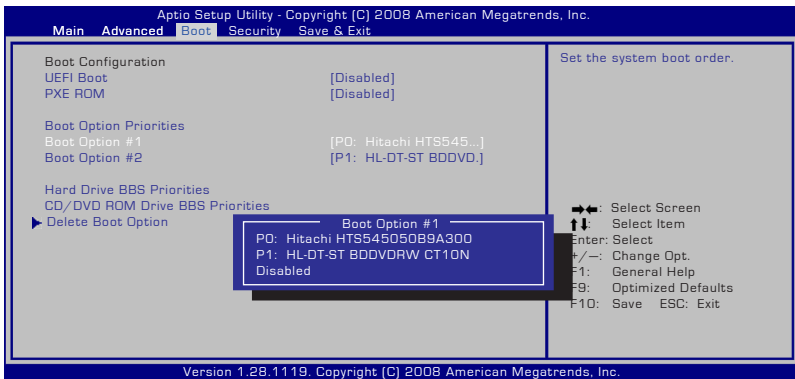 Aptio Setup Utility - Copyright (C) 2008 American Megatrends, Inc.
Main Advanced Boot Security Save & Exit
Boot Configuration
UEFI Boot [Disabled]
PXE ROM [Disabled]
Boot Option Priorities
Boot Option #1 [P0: Hitachi HTS545...]
Boot Option #2 [P1: HL-DT-ST BDDVD.]
Hard Drive BBS Priorities
CD/DVD ROM Drive BBS Priorities
Delete Boot Option
Boot Option #1
P0: Hitachi HTS545050B9A300
P1: HL-DT-ST BDDVDRW CT10N
Disabled
Set the system boot order.
→←: Select Screen
↑↓: Select Item
Enter: Select
+/—: Change Opt.
F1: General Help
F9: Optimized Defaults
F10: Save ESC: Exit
Version 1.28.1119. Copyright (C) 2008 American Megatrends, Inc.